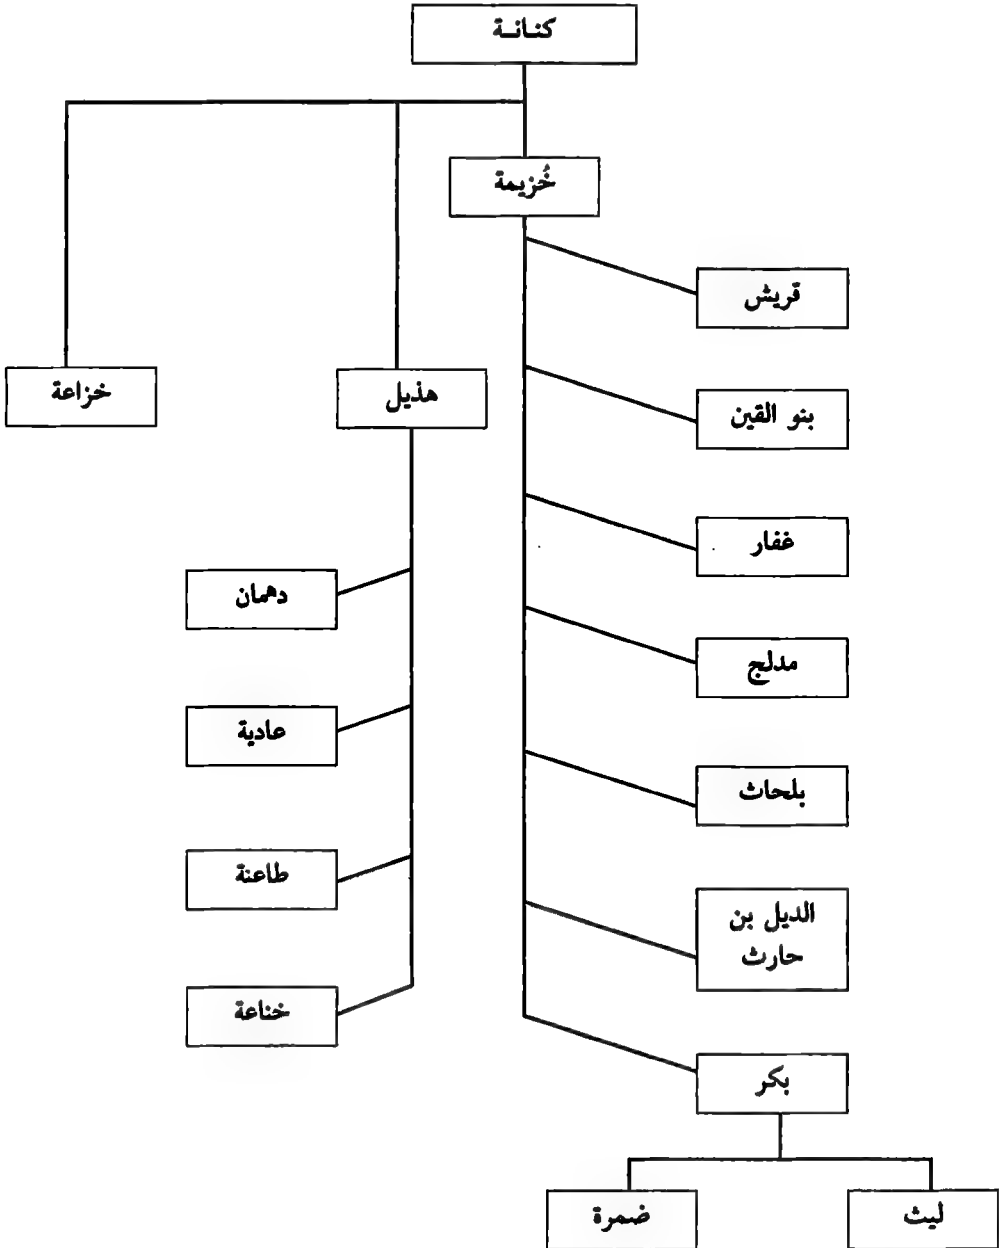 كنانة
خُزيمة
قريش
خزاعة
هذيل
بنو القين
غفار
دهمان
مدلج
عادية
بلحاث
طاعنة
الديل بن
حارث
خناعة
بكر
ليث
ضمرة